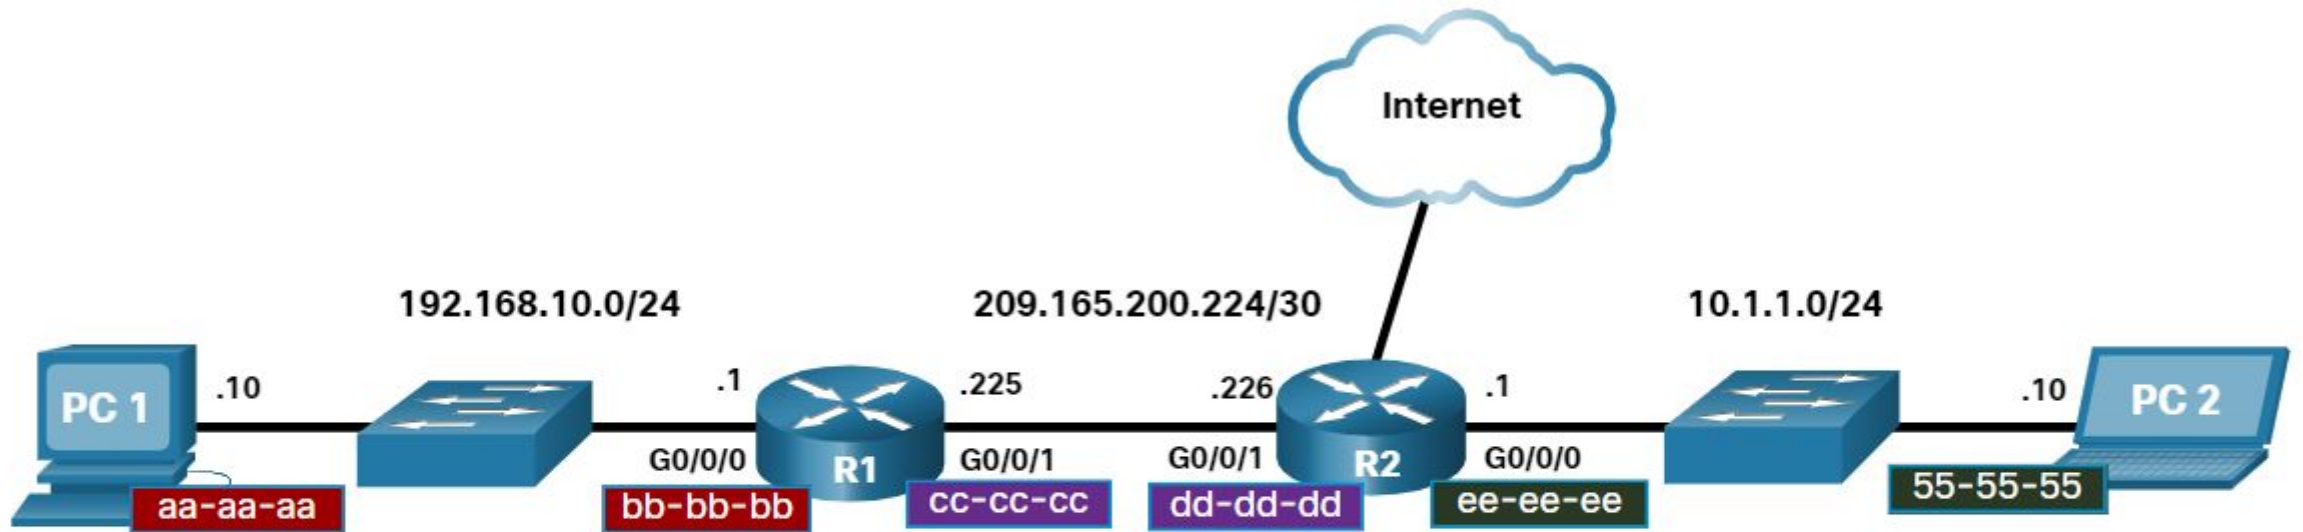 Internet
192.168.10.0/24
209.165.200.224/30
10.1.1.0/24
PC 1
.10
.1
.225
.226
.1
.10
PC 2
G0/0/0
R1
G0/0/1
G0/0/1
R2
G0/0/0
aa-aa-aa
bb-bb-bb
cc-cc-cc
dd-dd-dd
ee-ee-ee
55-55-55